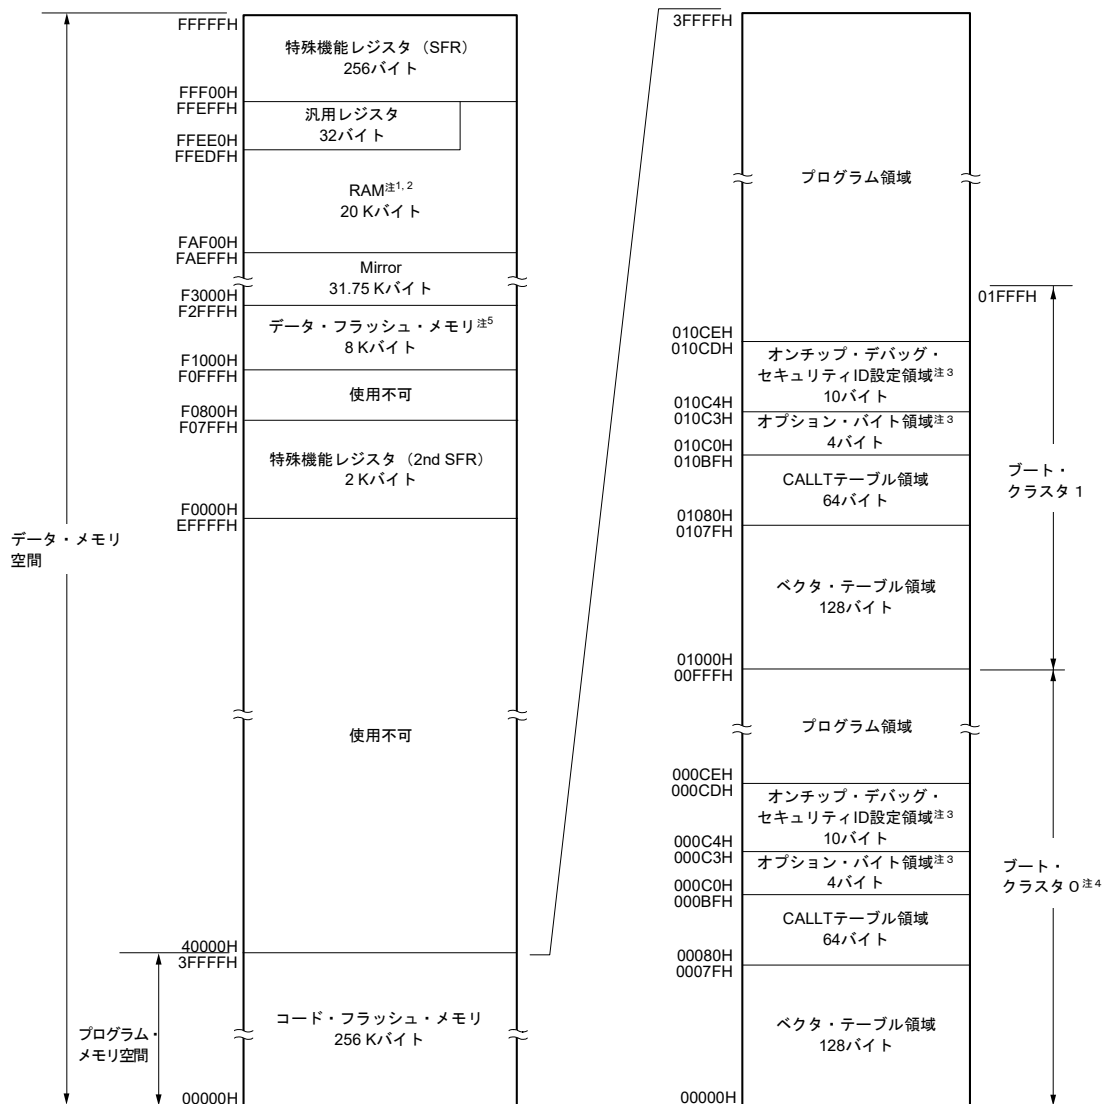 FFFFFH
特殊機能レジスタ（SFR）
256バイト
FFF00H
FFEFFH
汎用レジスタ
32バイト
FFEE0H
FFEDFH
RAM注1, 2
20 Kバイト
FAF00H
FAEFFH
Mirror
31.75 Kバイト
F3000H
F2FFFH
データ・フラッシュ・メモリ注5
8 Kバイト
F1000H
F0FFFH
使用不可
F0800H
F07FFH
特殊機能レジスタ（2nd SFR）
2 Kバイト
F0000H
EFFFFH
データ・メモリ
空間
使用不可
40000H
3FFFFH
プログラム・
メモリ空間
コード・フラッシュ・メモリ
256 Kバイト
00000H
3FFFFH
プログラム領域
01FFFH
010CEH
010CDH
オンチップ・デバッグ・
セキュリティID設定領域注3
10バイト
010C4H
010C3H
オプション・バイト領域注3
4バイト
010C0H
010BFH
CALLTテーブル領域
64バイト
01080H
0107FH
ブート・
クラスタ1
ベクタ・テーブル領域
128バイト
01000H
00FFFH
プログラム領域
000CEH
000CDH
オンチップ・デバッグ・
セキュリティID設定領域注3
10バイト
000C4H
000C3H
オプション・バイト領域注3
4バイト
000C0H
000BFH
CALLTテーブル領域
64バイト
00080H
0007FH
ブート・
クラスタ0注4
ベクタ・テーブル領域
128バイト
00000H